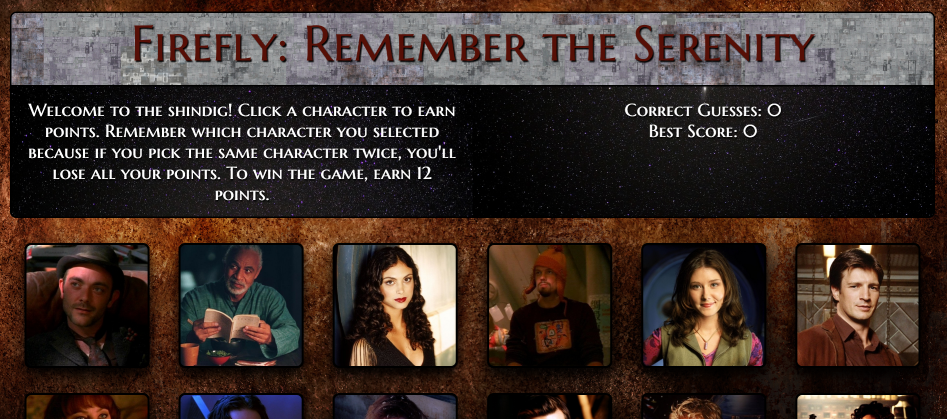 Firefly: Remember the Serenity
Welcome to the shindig! Click a character to earn
points. Remember which character you selected
because if you pick the same character twice, you'll
lose all your points. To win the game, earn 12
points.
Correct Guesses: 0
Best Score: 0